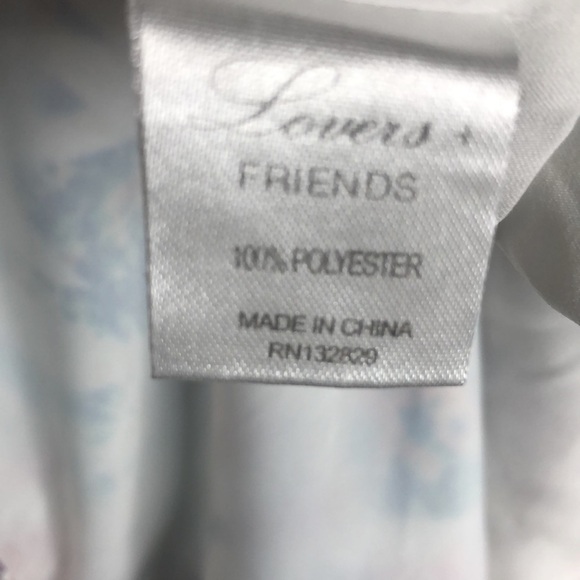 Lovers +
FRIENDS
100% POLYESTER
MADE IN CHINA
RN132829